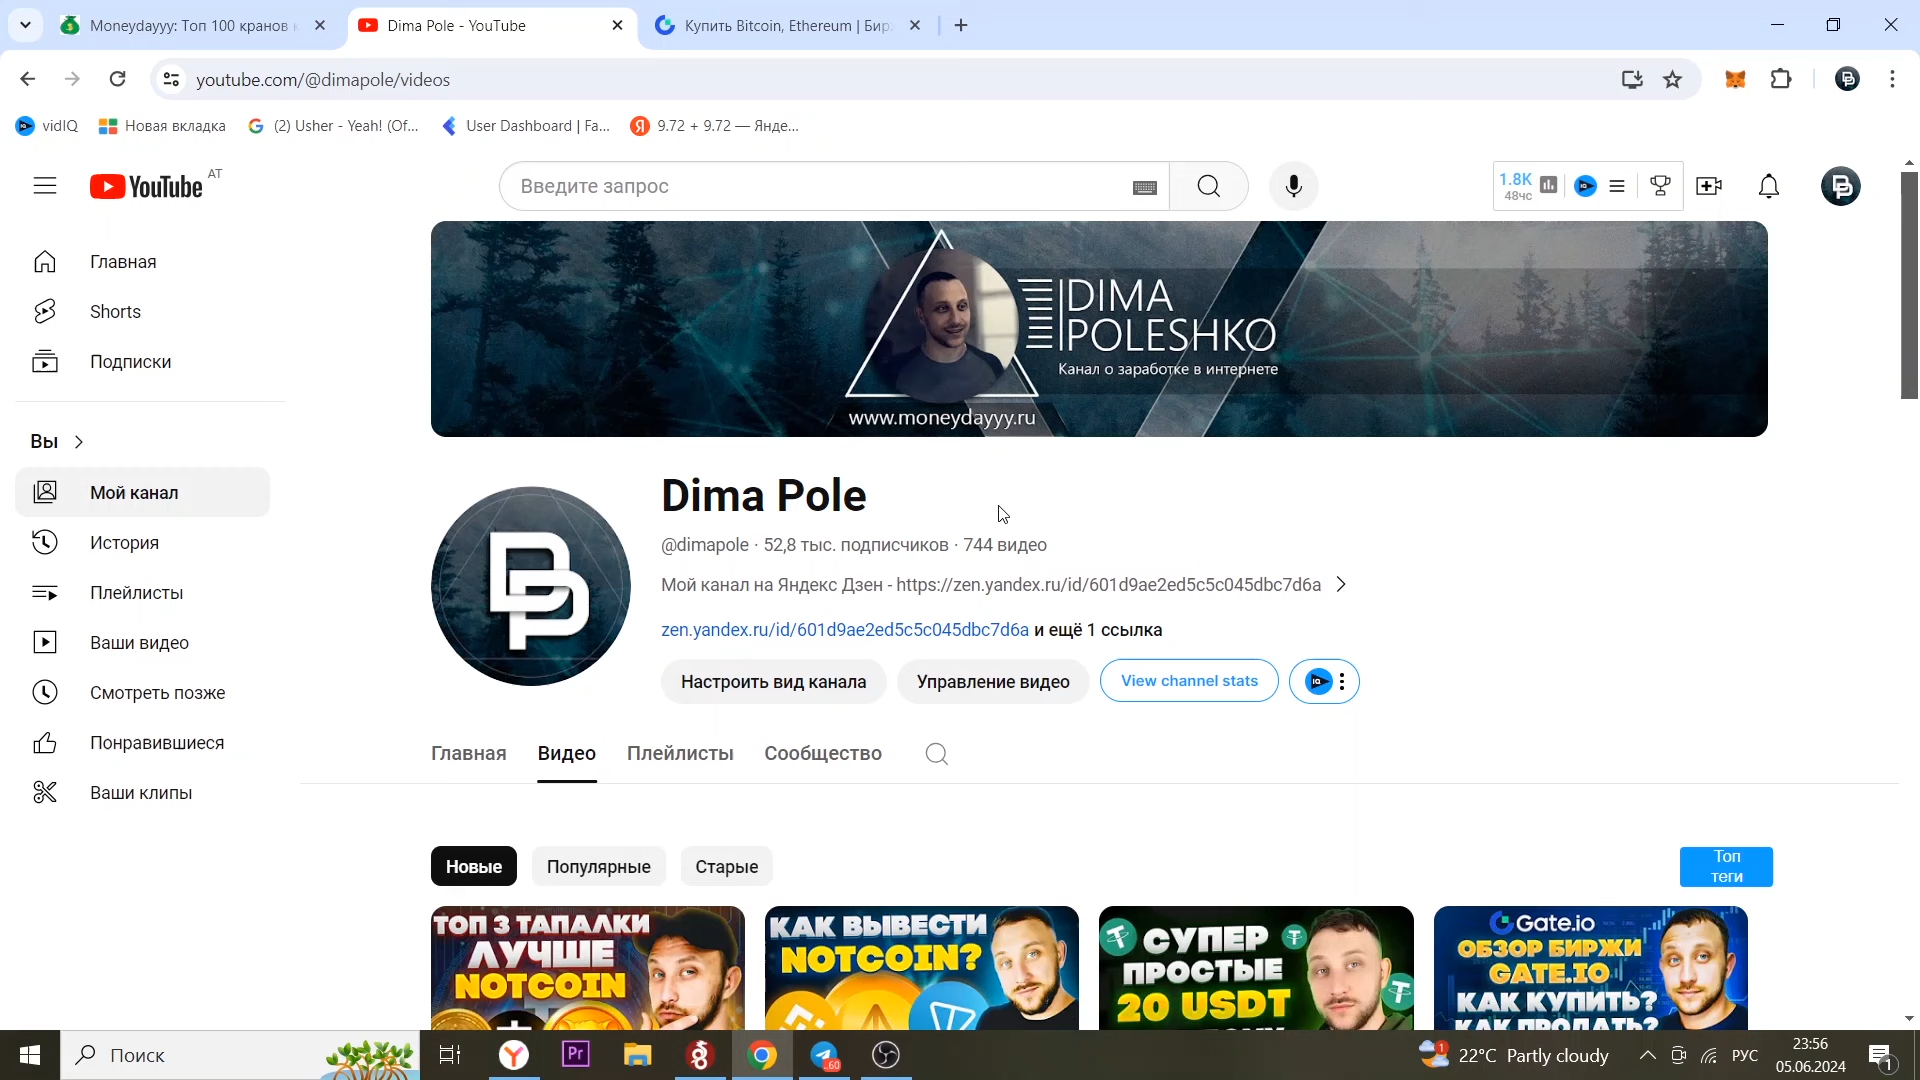 Moneydayyy: Топ 100 кранов
Dima Pole - YouTube
Купить Bitcoin, Ethereum | Бир
youtube.com/@dimapole/videos
vidIQ
Новая вкладка
(2) Usher - Yeah! (Of...
User Dashboard | Fa...
9.72 + 9.72 — Янде...
YouTube AT
Введите запрос
1.8K
48чс
Главная
Shorts
Подписки
Вы
Мой канал
История
Плейлисты
Ваши видео
Смотреть позже
Понравившиеся
Ваши клипы
DIMA
POLESHKO
Канал о заработке в интернете
www.moneydayyy.ru
Dima Pole
@dimapole · 52,8 тыс. подписчиков · 744 видео
Мой канал на Яндекс Дзен - https://zen.yandex.ru/id/601d9ae2ed5c5c045dbc7d6a
zen.yandex.ru/id/601d9ae2ed5c5c045dbc7d6a и ещё 1 ссылка
Настроить вид канала
Управление видео
View channel stats
Главная
Видео
Плейлисты
Сообщество
Новые
Популярные
Старые
Топ
теги
ТОП 3 ТАПАЛКИ
ЛУЧШЕ
NOTCOIN
КАК ВЫВЕСТИ
NOTCOIN?
СУПЕР
ПРОСТЫЕ
20 USDT
Gate.io
ОБЗОР БИРЖИ
GATE.IO
КАК КУПИТЬ?
КАК ПРОДАТЬ?
Поиск
Pr
60
22°C Partly cloudy
РУС
23:56
05.06.2024
1